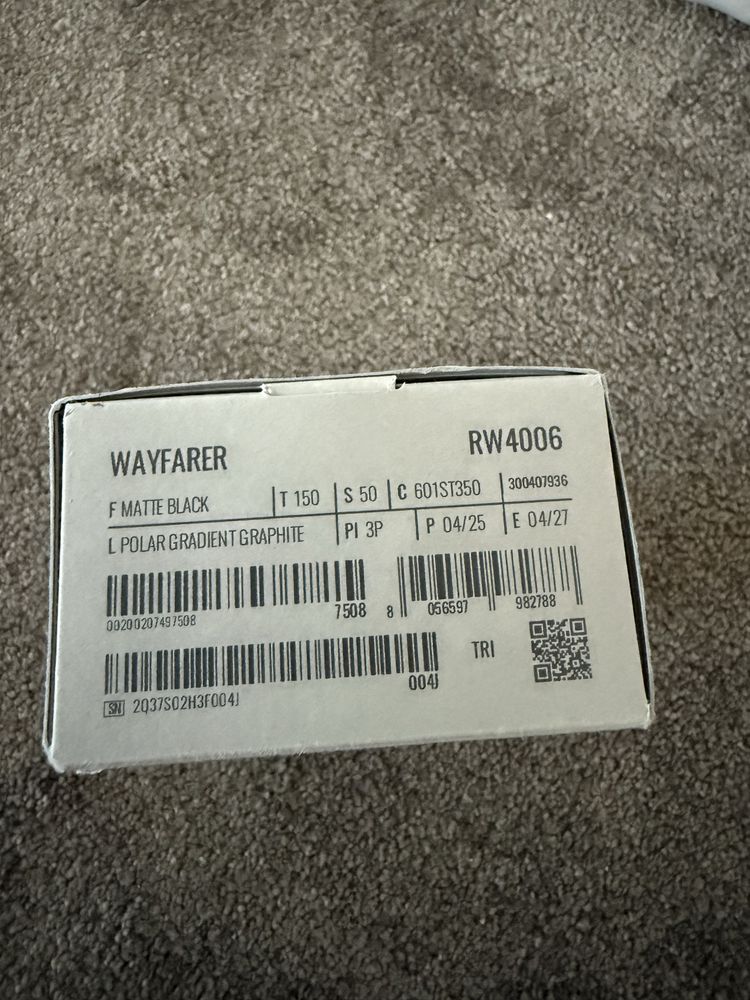 WAYFARER RW4006
F MATTE BLACK T 150 S 50 C 601ST350 300407936
L POLAR GRADIENT GRAPHITE PI 3P P 04/25 E 04/27
7508
00200207497508
8 056597 982788
TRI
004J
SN 2Q37S02H3F004J